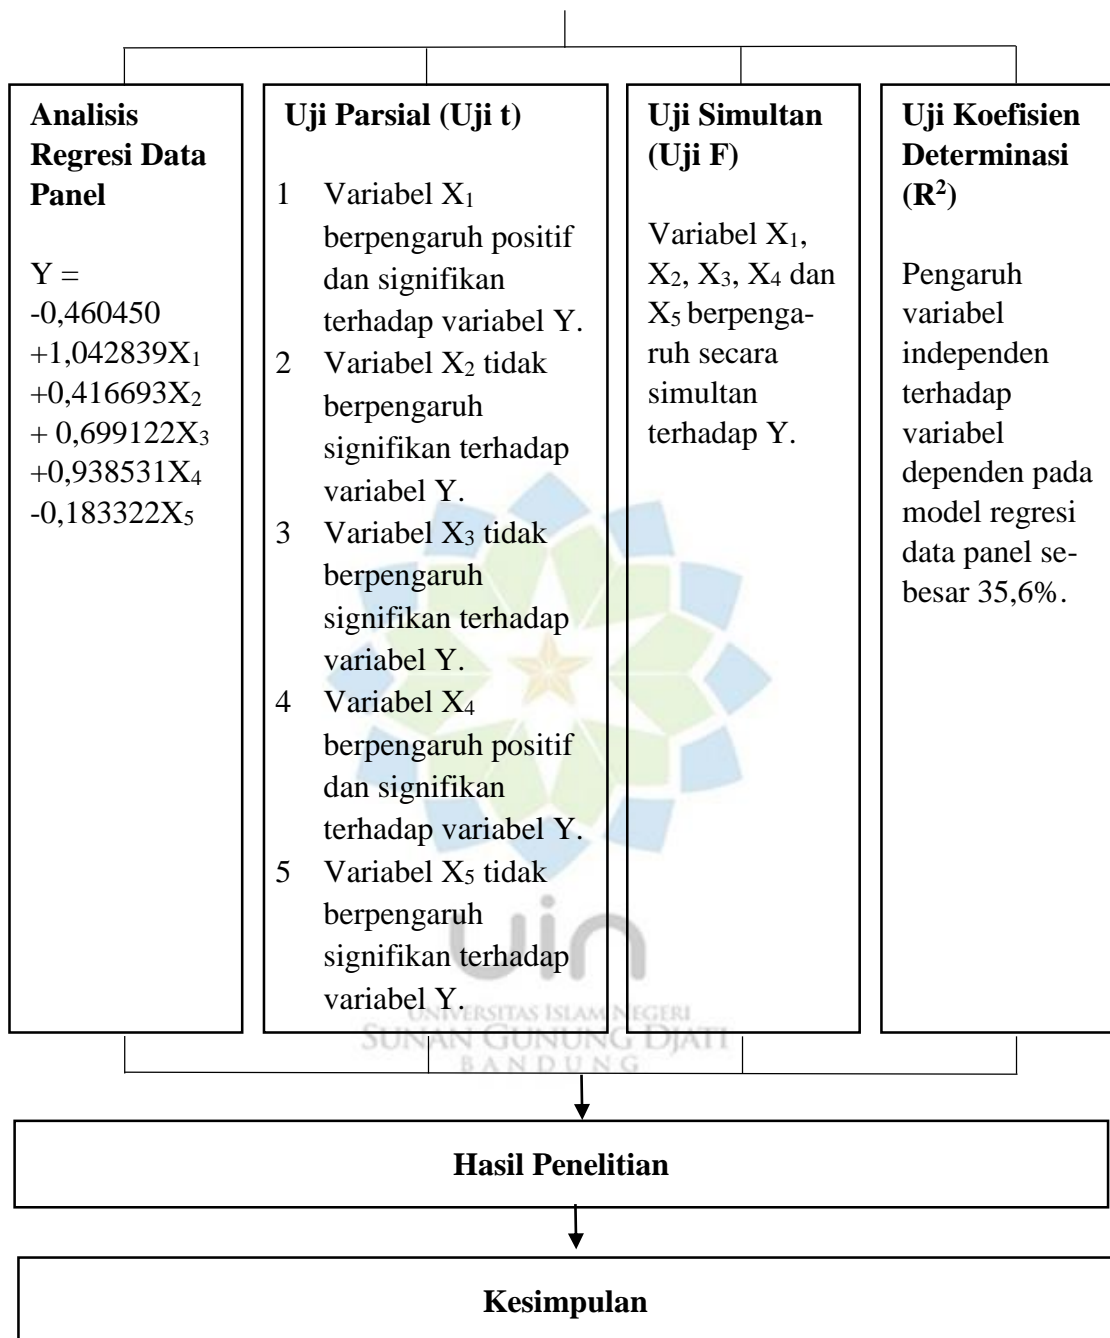 Analisis
Regresi Data
Panel
Y =
-0,460450
+1,042839X₁
+0,416693X₂
+ 0,699122X₃
+0,938531X₄
-0,183322X₅
Uji Parsial (Uji t)
1 Variabel X₁
berpengaruh positif
dan signifikan
terhadap variabel Y.
2 Variabel X₂ tidak
berpengaruh
signifikan terhadap
variabel Y.
3 Variabel X₃ tidak
berpengaruh
signifikan terhadap
variabel Y.
4 Variabel X₄
berpengaruh positif
dan signifikan
terhadap variabel Y.
5 Variabel X₅ tidak
berpengaruh
signifikan terhadap
variabel Y.
Uji Simultan
(Uji F)
Variabel X₁,
X₂, X₃, X₄ dan
X₅ berpenga-
ruh secara
simultan
terhadap Y.
Uji Koefisien
Determinasi
(R²)
Pengaruh
variabel
independen
terhadap
variabel
dependen pada
model regresi
data panel se-
besar 35,6%.
uin
UNIVERSITAS ISLAM NEGERI
SUNAN GUNUNG DJATI
BANDUNG
Hasil Penelitian
Kesimpulan